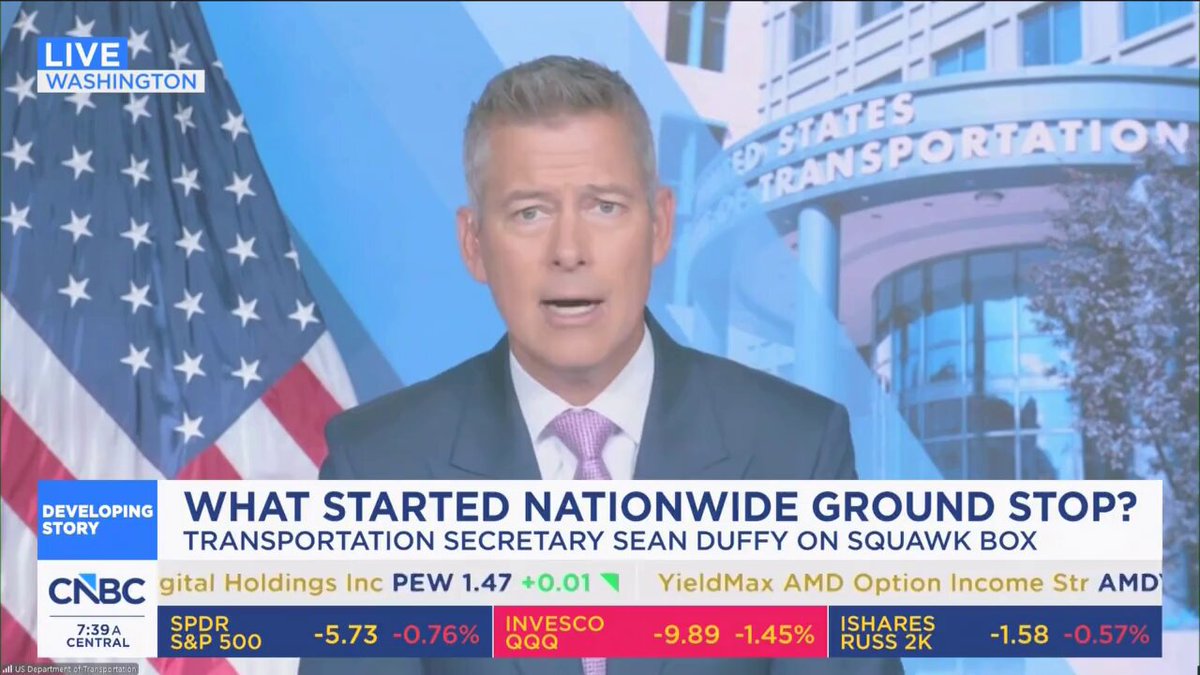 LIVE
WASHINGTON
ED STATES
TRANSPORTATION
DEVELOPING
STORY
WHAT STARTED NATIONWIDE GROUND STOP?
TRANSPORTATION SECRETARY SEAN DUFFY ON SQUAWK BOX
CNBC
gital Holdings Inc PEW 1.47 +0.01 YieldMax AMD Option Income Str AMDY
7:39A
CENTRAL
SPDR
S&P 500
-5.73 -0.76%
INVESCO
QQQ
-9.89 -1.45%
ISHARES
RUSS 2K
-1.58 -0.57%
US Department of Transportation